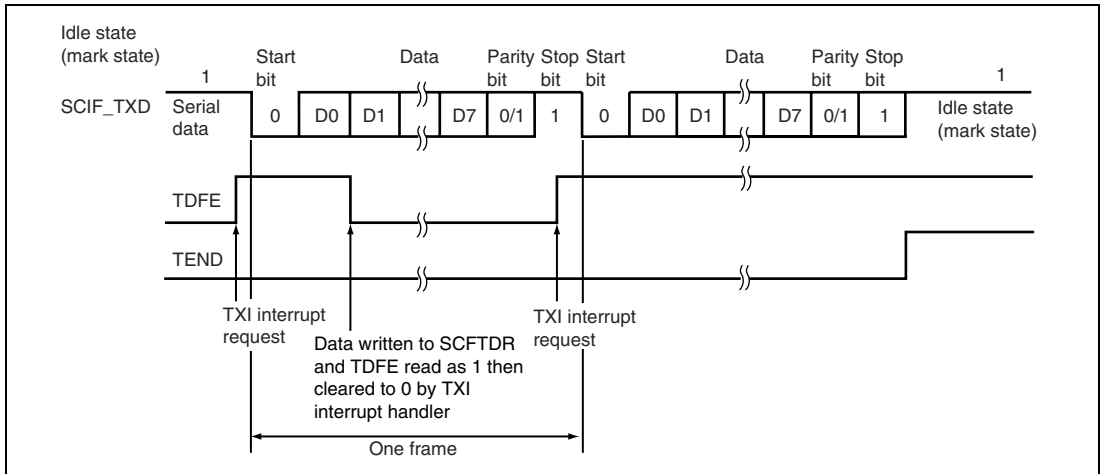 Idle state
(mark state)
1
Start
bit
Data
Parity
bit
Stop
bit
Start
bit
Data
Parity
bit
Stop
bit
1
SCIF_TXD
Serial
data
0
D0
D1
D7
0/1
1
0
D0
D1
D7
0/1
1
Idle state
(mark state)
TDFE
TEND
TXI interrupt
request
Data written to SCFTDR
and TDFE read as 1 then
cleared to 0 by TXI
interrupt handler
TXI interrupt
request
One frame